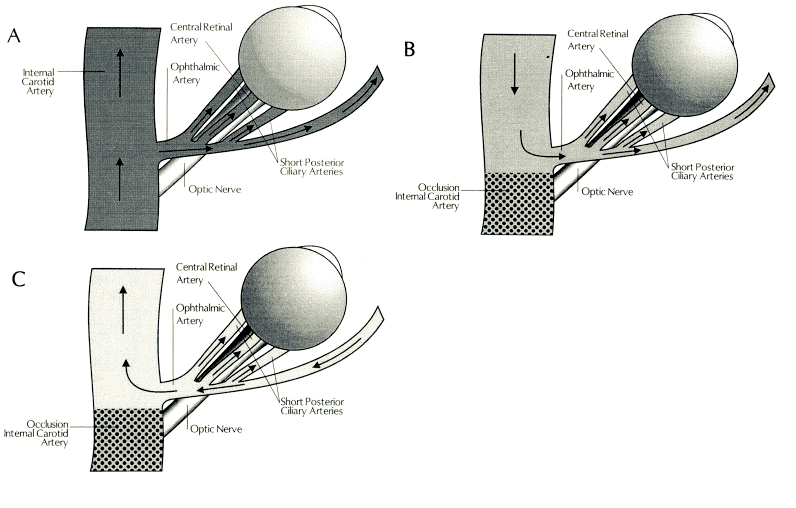 A
Central Retinal
Artery
Internal
Carotid
Artery
Ophthalmic
Artery
Short Posterior
Ciliary Arteries
Optic Nerve
B
Central Retinal
Artery
Ophthalmic
Artery
Short Posterior
Ciliary Arteries
Occlusion
Internal Carotid
Artery
Optic Nerve
C
Central Retinal
Artery
Ophthalmic
Artery
Short Posterior
Ciliary Arteries
Occlusion
Internal Carotid
Artery
Optic Nerve